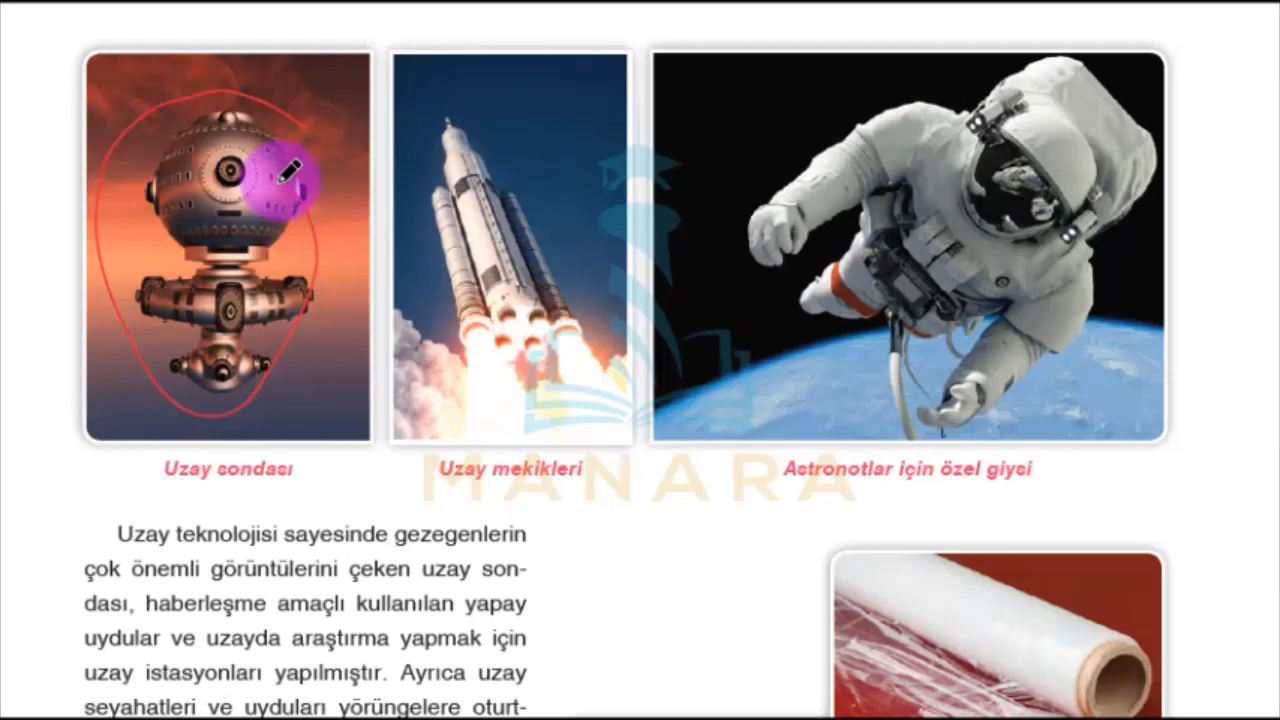 Uzay sondası
Uzay mekikleri
Astronotlar için özel giysi
MANARA
Uzay teknolojisi sayesinde gezegenlerin
çok önemli görüntülerini çeken uzay son-
dası, haberleşme amaçlı kullanılan yapay
uydular ve uzayda araştırma yapmak için
uzay istasyonları yapılmıştır. Ayrıca uzay
seyahatleri ve uyduları yörüngelere oturt-